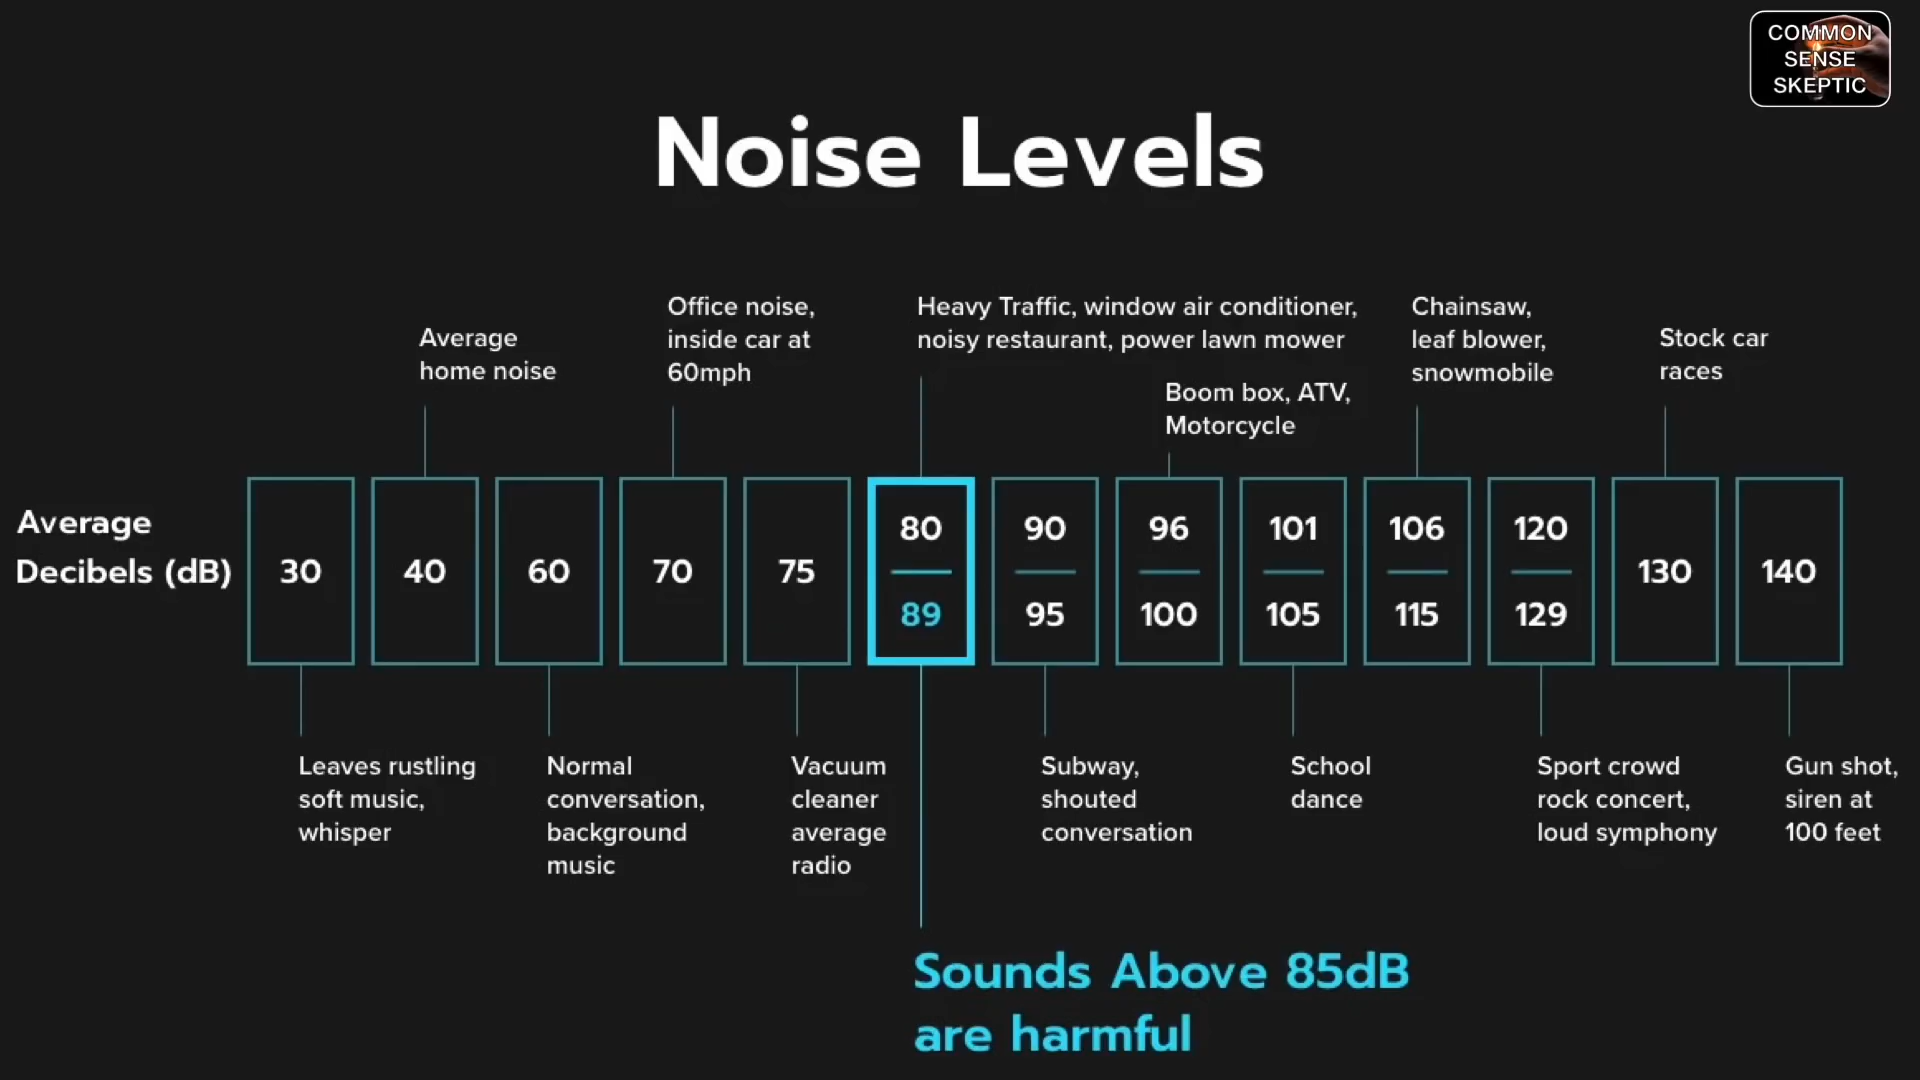 COMMON
SENSE
SKEPTIC
Noise Levels
Average
home noise
Office noise,
inside car at
60mph
Heavy Traffic, window air conditioner,
noisy restaurant, power lawn mower
Boom box, ATV,
Motorcycle
Chainsaw,
leaf blower,
snowmobile
Stock car
races
Average
Decibels (dB)
30
40
60
70
75
80
89
90
95
96
100
101
105
106
115
120
129
130
140
Leaves rustling
soft music,
whisper
Normal
conversation,
background
music
Vacuum
cleaner
average
radio
Subway,
shouted
conversation
School
dance
Sport crowd
rock concert,
loud symphony
Gun shot,
siren at
100 feet
Sounds Above 85dB
are harmful